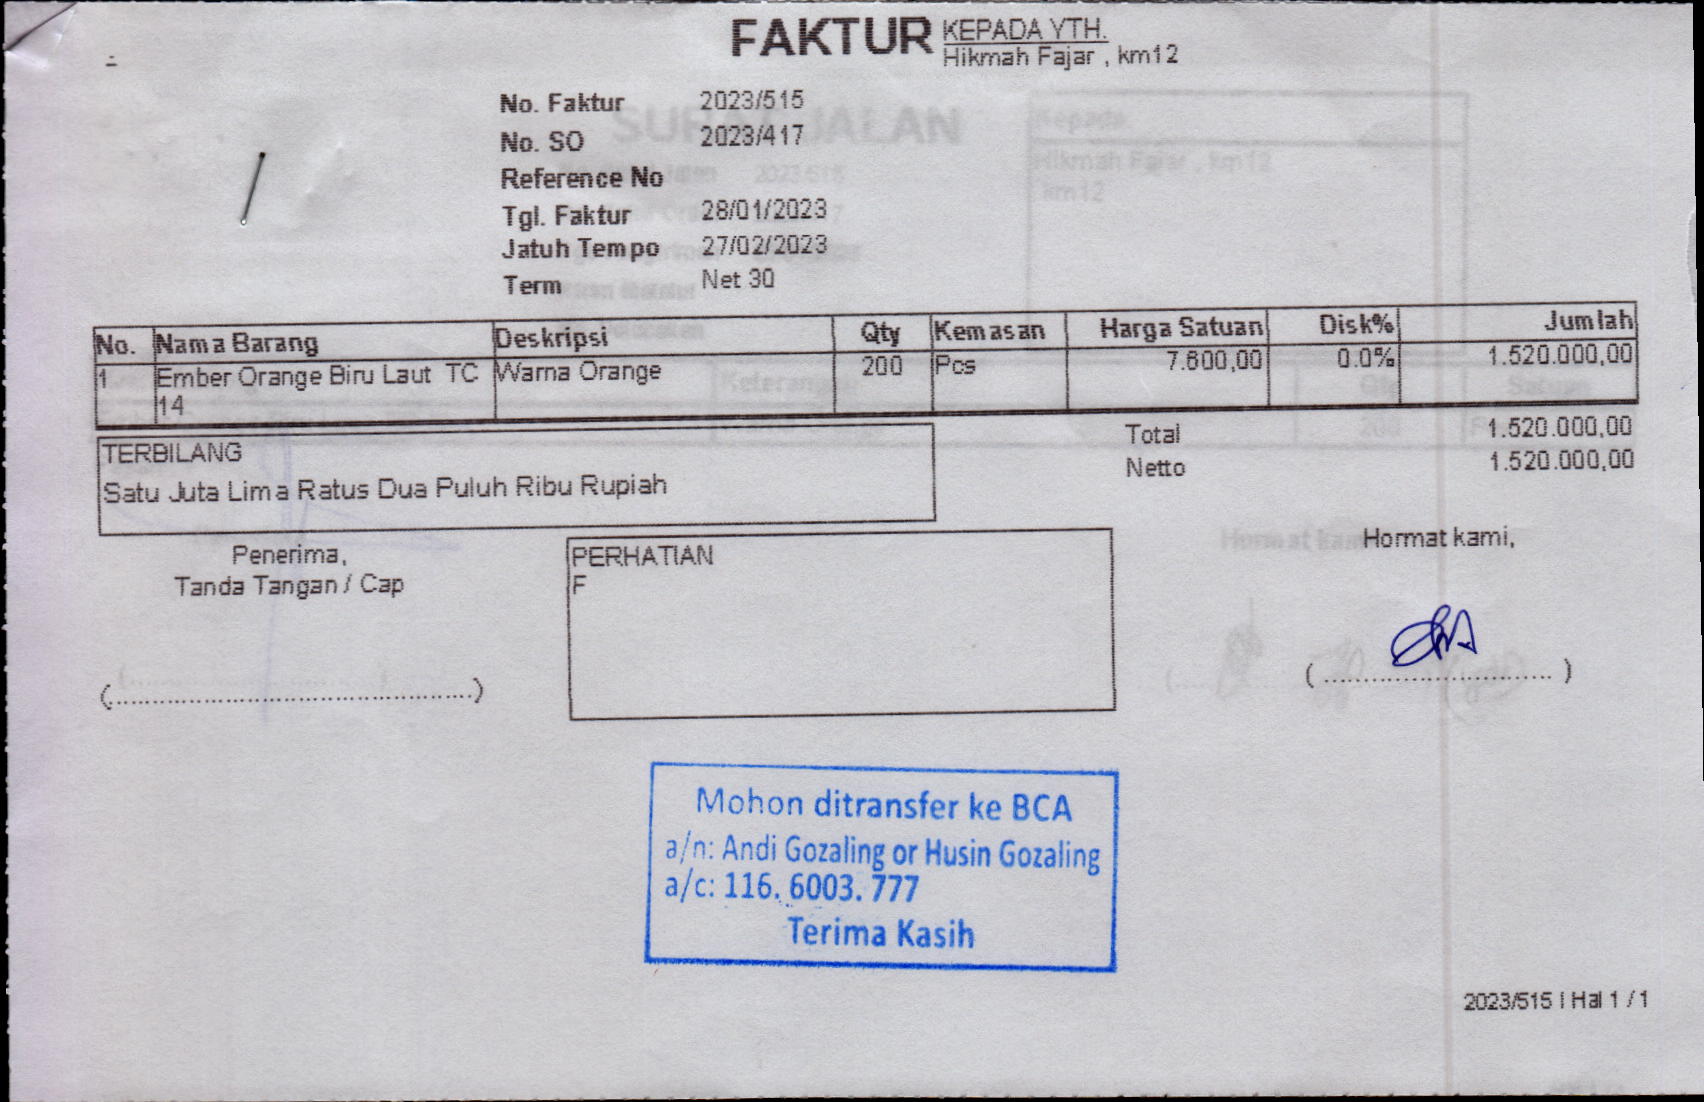 FAKTUR
KEPADA YTH.
Hikmah Fajar , km12
No. Faktur 2023/515
No. SO 2023/417
Reference No
Tgl. Faktur 28/01/2023
Jatuh Tempo 27/02/2023
Term Net 30
No. Nama Barang Deskripsi Qty Kemasan Harga Satuan Disk% Jumlah
1 Ember Orange Biru Laut TC Warna Orange 200 Pcs 7.600,00 0.0% 1.520.000,00
14
TERBILANG Total 1.520.000,00
Satu Juta Lima Ratus Dua Puluh Ribu Rupiah Netto 1.520.000,00
Penerima,
Tanda Tangan / Cap
PERHATIAN
F
Hormat kami,
Mohon ditransfer ke BCA
a/n: Andi Gozaling or Husin Gozaling
a/c: 116. 6003. 777
Terima Kasih
2023/515 | Hal 1 / 1